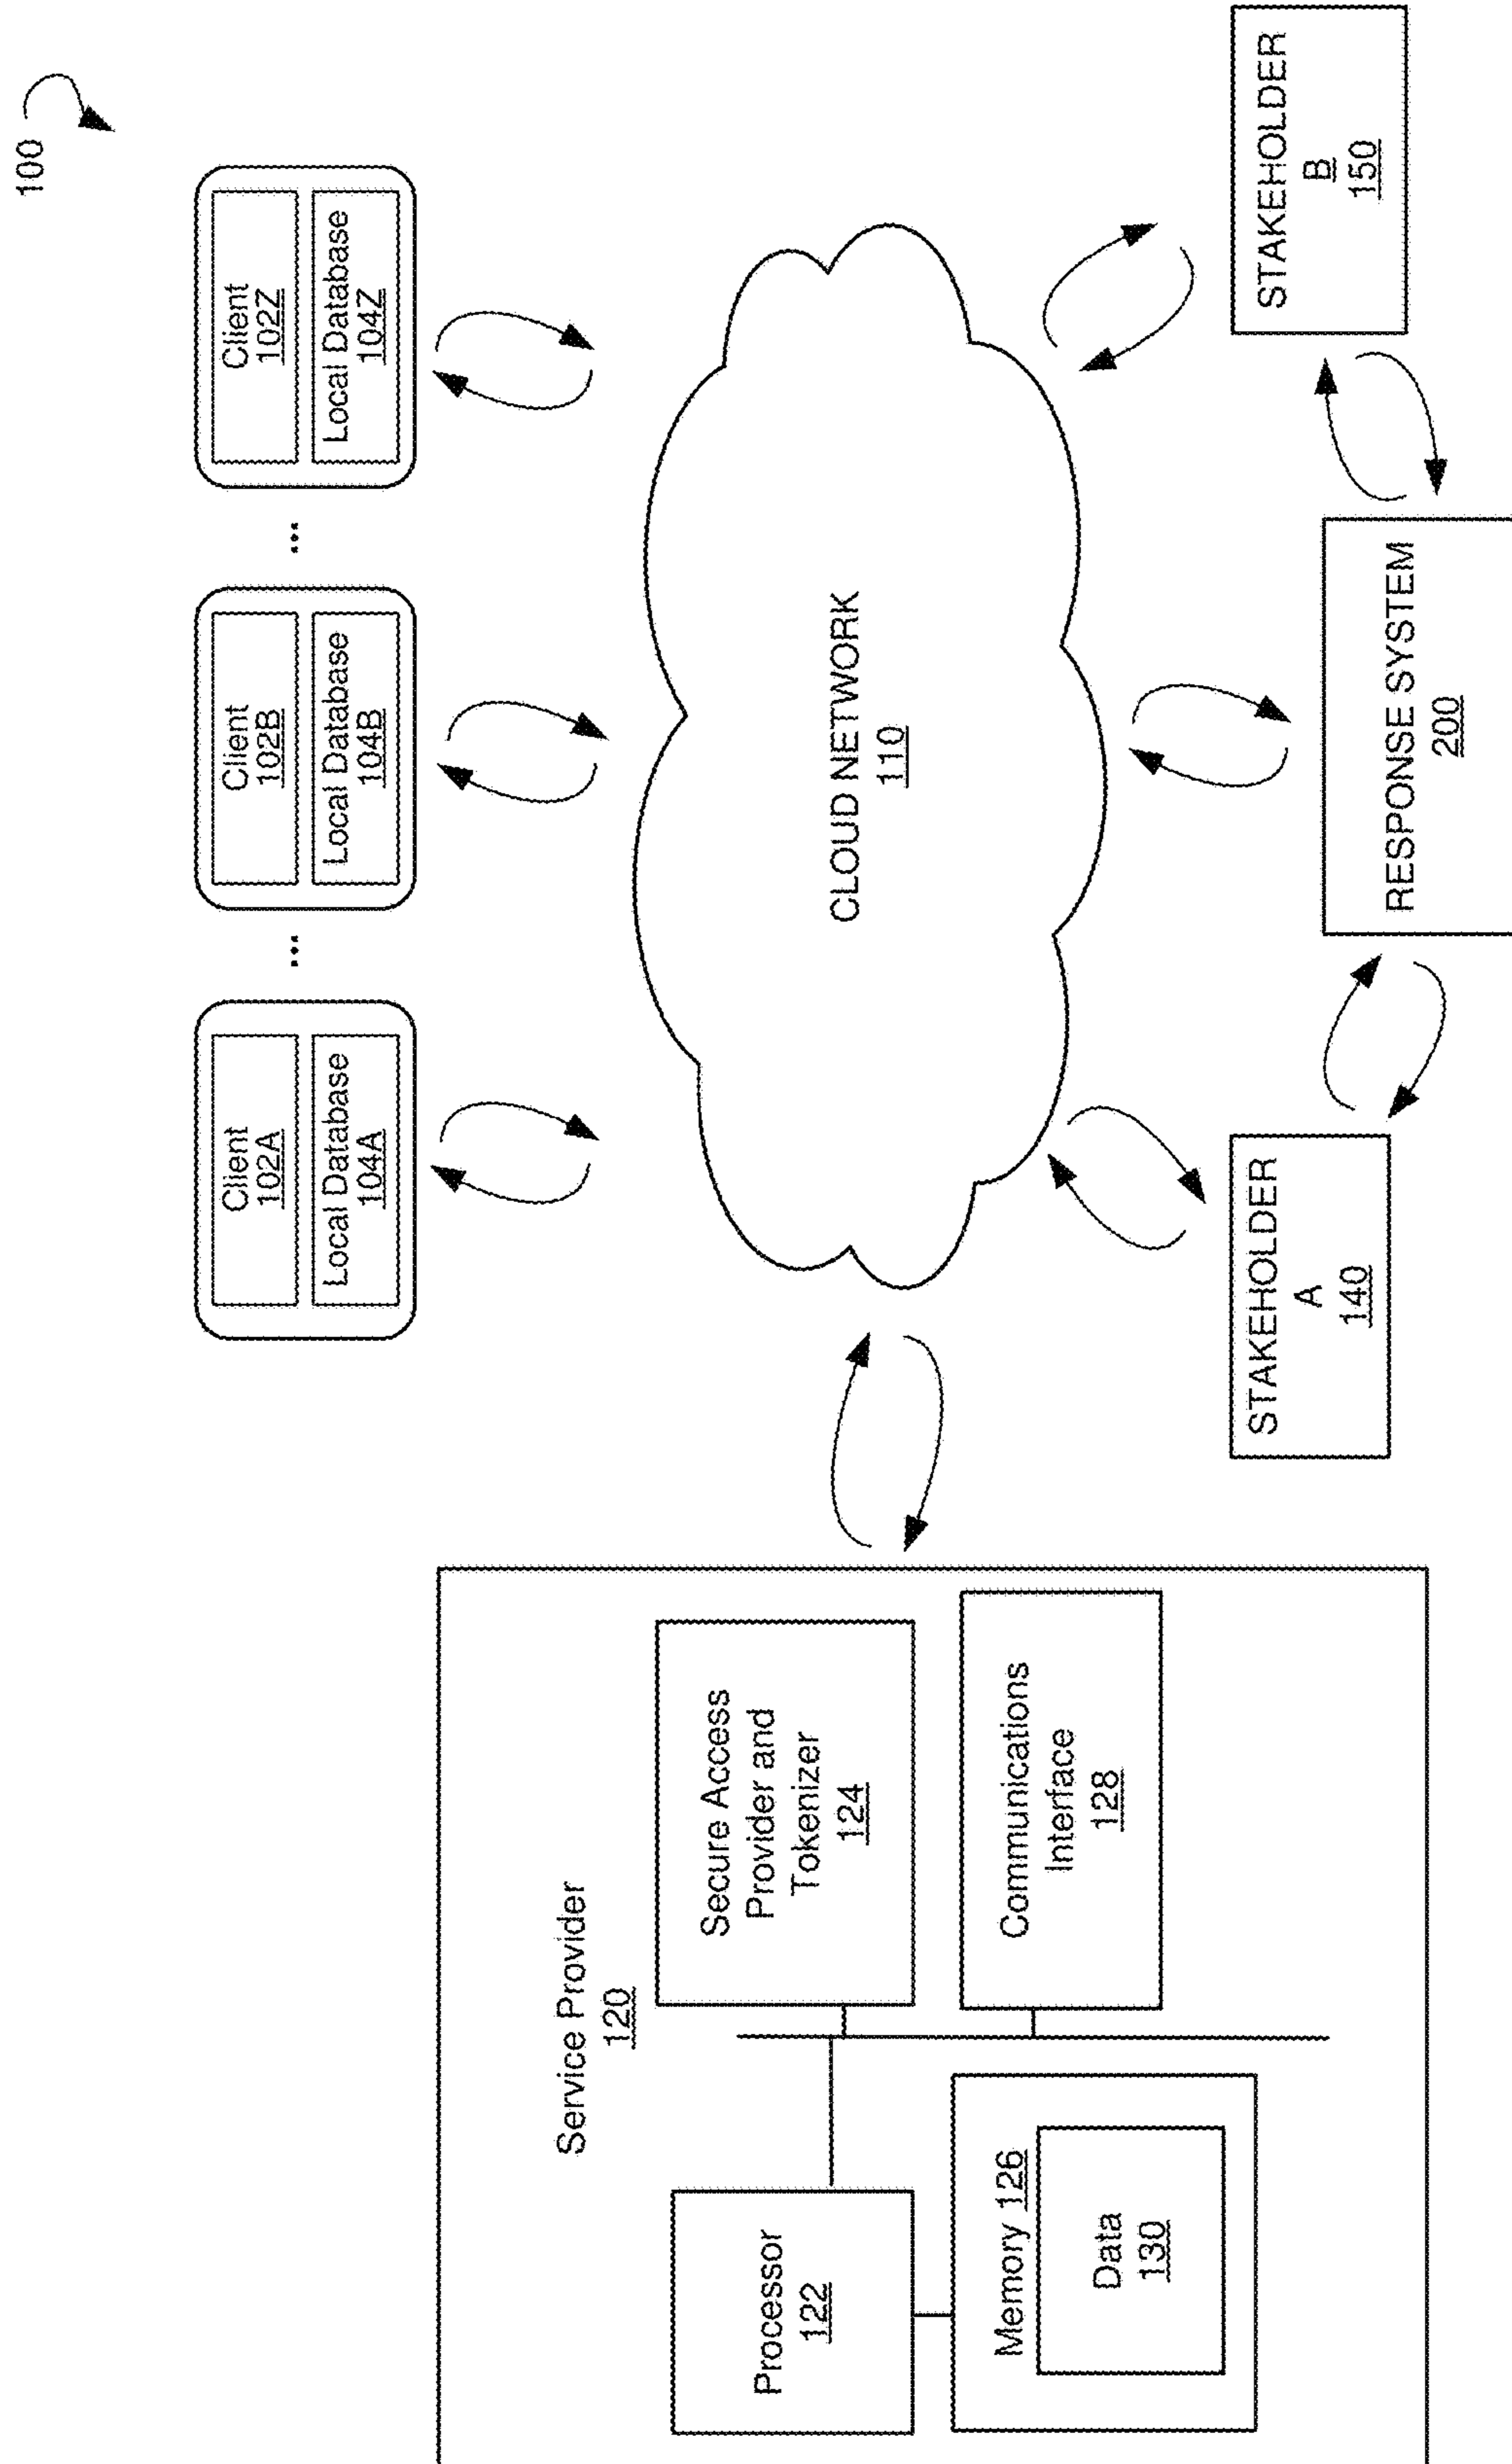 100
Client
102A
Local Database
104A
...
Client
102B
Local Database
104B
...
Client
102Z
Local Database
104Z
CLOUD NETWORK
110
Service Provider
120
Processor
122
Secure Access
Provider and
Tokenizer
124
Memory 126
Data
130
Communications
Interface
128
STAKEHOLDER
A
140
RESPONSE SYSTEM
200
STAKEHOLDER
B
150